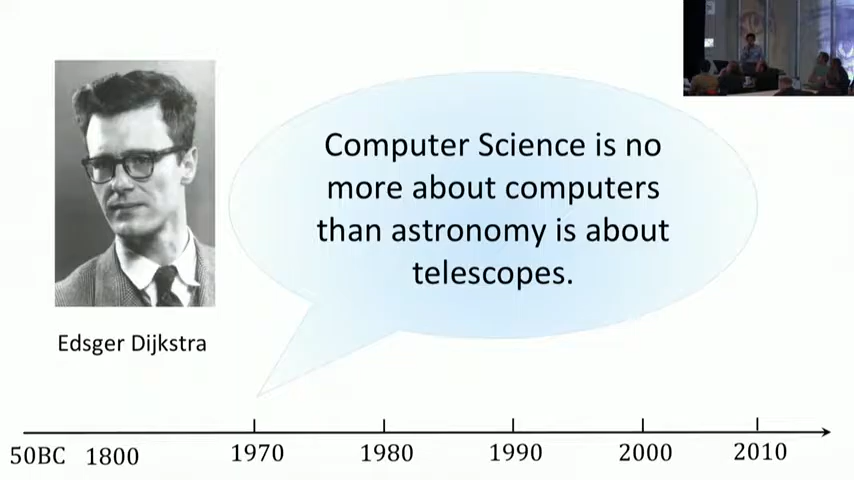 Computer Science is no
more about computers
than astronomy is about
telescopes.
Edsger Dijkstra
50BC 1800 1970 1980 1990 2000 2010